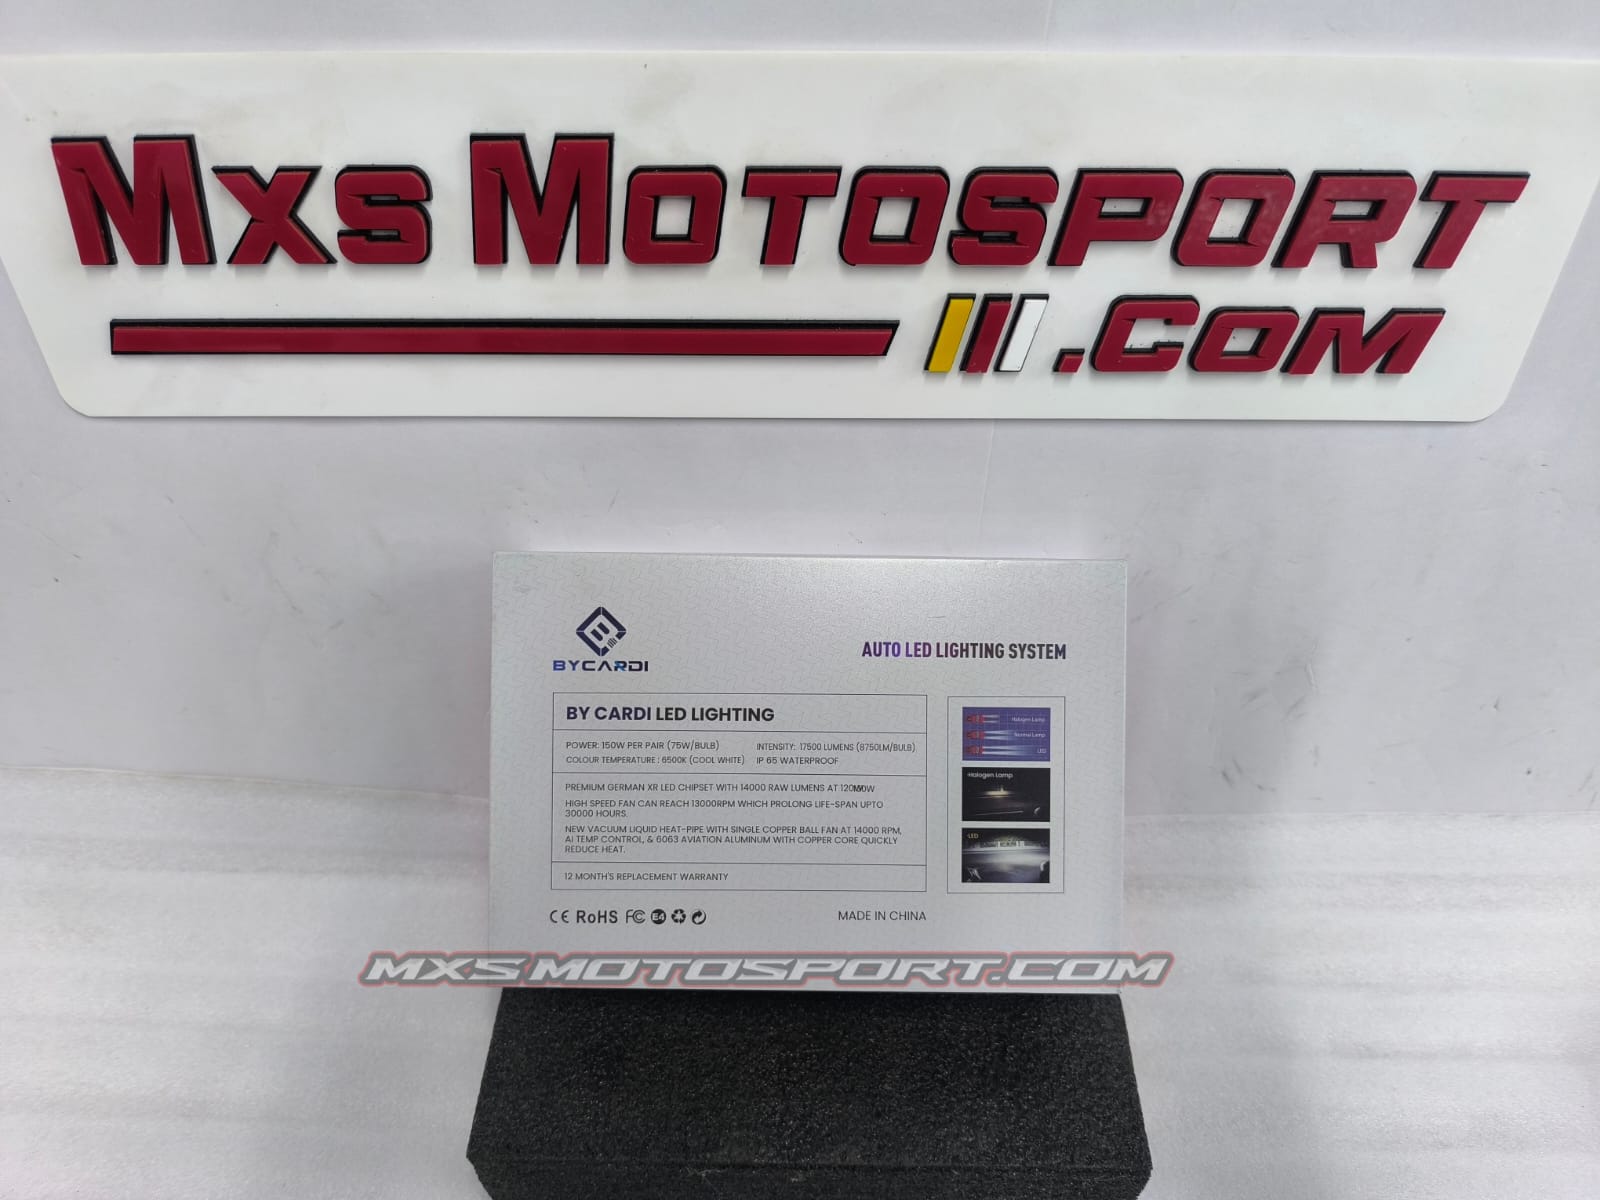 MXS MOTOSPORT
.COM
BYCARDI
AUTO LED LIGHTING SYSTEM
BY CARDI LED LIGHTING
POWER: 150W PER PAIR (75W/BULB) INTENSITY: 17500 LUMENS (8750LM/BULB)
COLOUR TEMPERATURE : 6500K (COOL WHITE) IP 65 WATERPROOF
PREMIUM GERMAN XR LED CHIPSET WITH 14000 RAW LUMENS AT
HIGH SPEED FAN CAN REACH 13000RPM WHICH PROLONG LIFE-SPAN UPTO
30000 HOURS.
NEW VACUUM LIQUID HEAT-PIPE WITH SINGLE COPPER BALL FAN AT 14000 RPM,
AI TEMP CONTROL, & 6063 AVIATION ALUMINUM WITH COPPER CORE QUICKLY
REDUCE HEAT.
12 MONTH'S REPLACEMENT WARRANTY
Halogen Lamp
Normal Lamp
LED
Halogen Lamp
LED
CE RoHS FC E4
MADE IN CHINA
MXSMOTOSPORT.COM